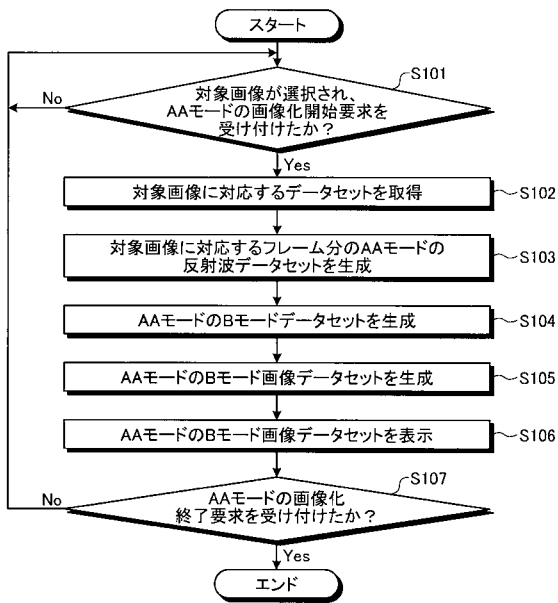 スタート
S101
対象画像が選択され、
AAモードの画像化開始要求を
受け付けたか？
No
Yes
対象画像に対応するデータセットを取得
S102
対象画像に対応するフレーム分のAAモードの
反射波データセットを生成
S103
AAモードのBモードデータセットを生成
S104
AAモードのBモード画像データセットを生成
S105
AAモードのBモード画像データセットを表示
S106
S107
AAモードの画像化
終了要求を受け付けたか？
No
Yes
エンド